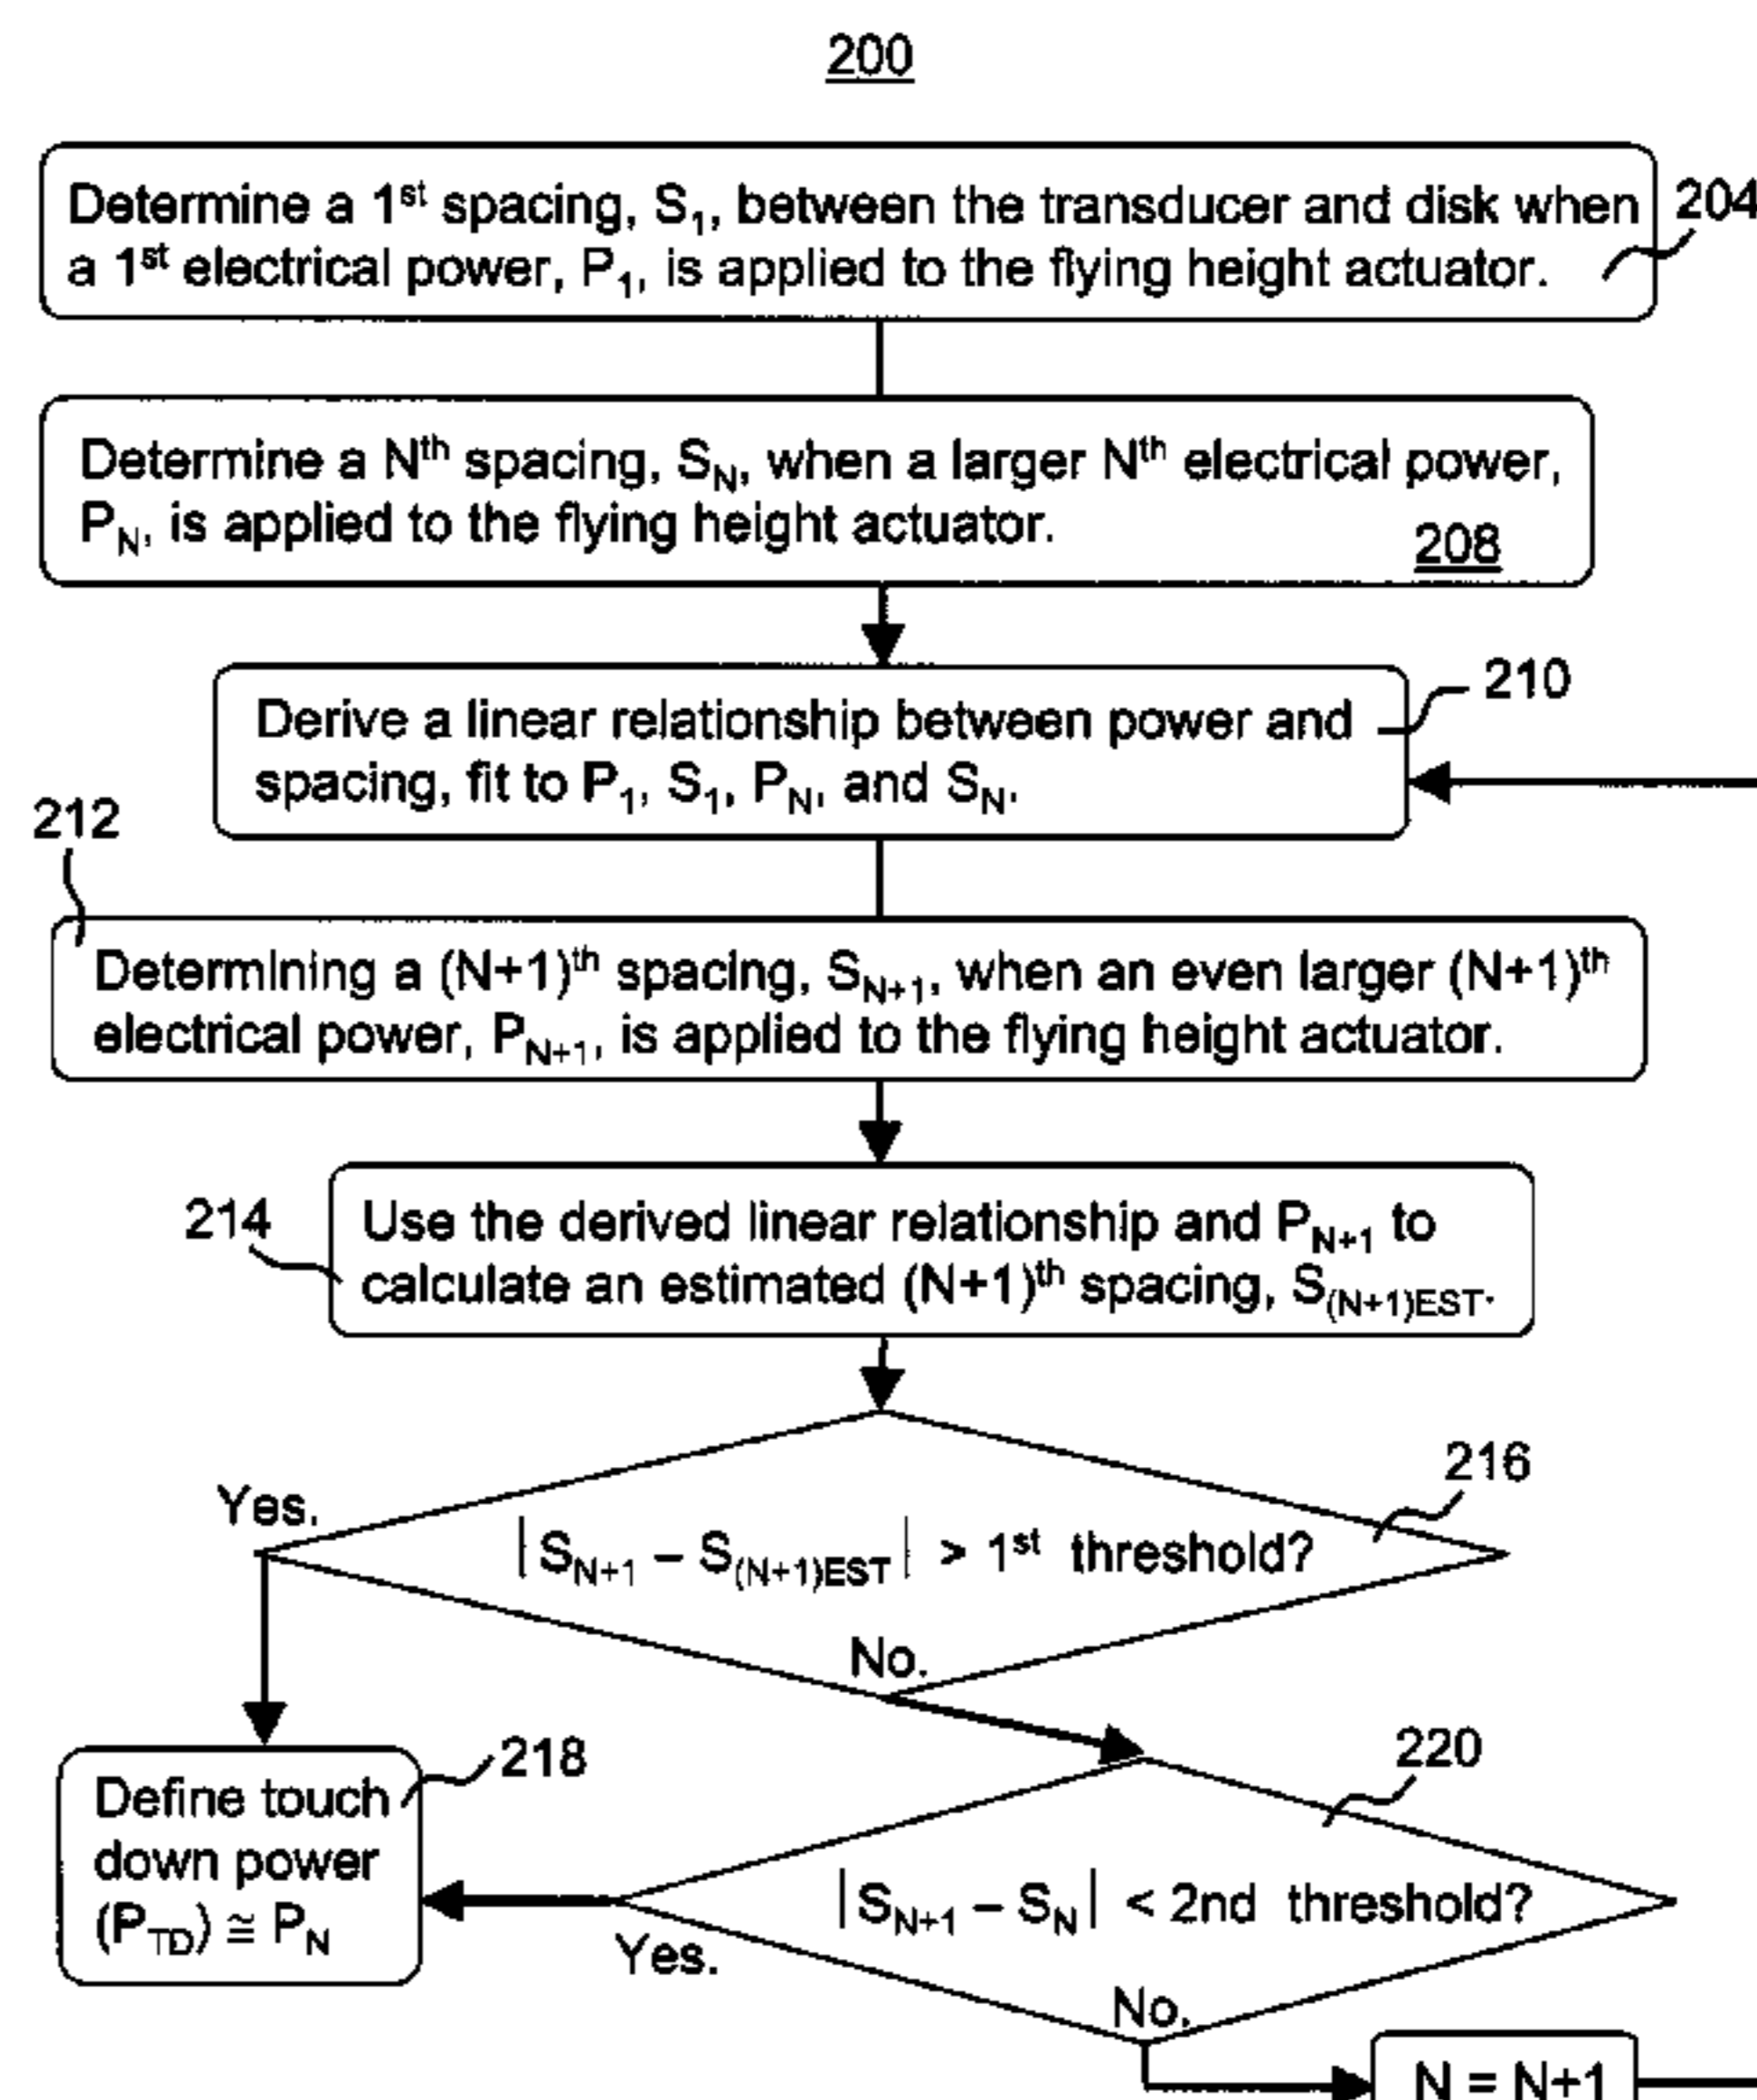 200
Determine a 1st spacing, S1, between the transducer and disk when
a 1st electrical power, P1, is applied to the flying height actuator.
204
Determine a Nth spacing, SN, when a larger Nth electrical power,
PN, is applied to the flying height actuator.
208
Derive a linear relationship between power and
spacing, fit to P1, S1, PN, and SN.
210
212
Determining a (N+1)th spacing, SN+1, when an even larger (N+1)th
electrical power, PN+1, is applied to the flying height actuator.
214
Use the derived linear relationship and PN+1 to
calculate an estimated (N+1)th spacing, S(N+1)EST.
216
Yes.
|SN+1 – S(N+1)EST| > 1st threshold?
No.
218
Define touch
down power
(PTD) ≅ PN
220
|SN+1 – SN| < 2nd threshold?
Yes.
No.
N = N+1